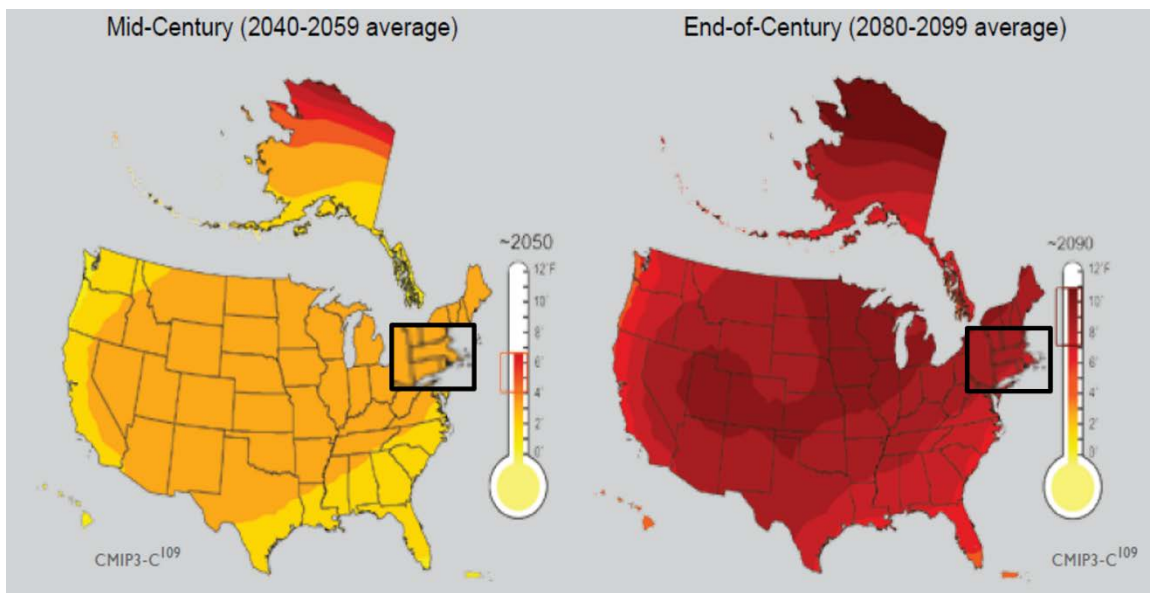 Mid-Century (2040-2059 average)
End-of-Century (2080-2099 average)
~2050
12°F
10°
8°
6°
4°
2°
0°
~2090
12°F
10°
8°
6°
4°
2°
0°
CMIP3-C109
CMIP3-C109